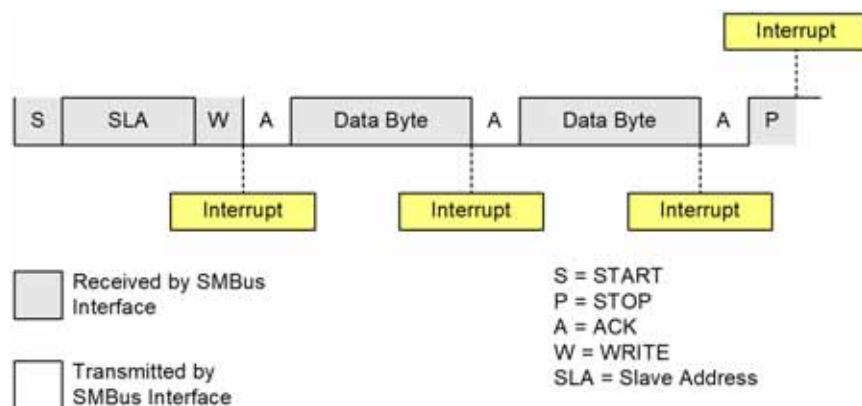 Interrupt
S
SLA
W
A
Data Byte
A
Data Byte
A
P
Interrupt
Interrupt
Interrupt
Received by SMBus
Interface
Transmitted by
SMBus Interface
S = START
P = STOP
A = ACK
W = WRITE
SLA = Slave Address